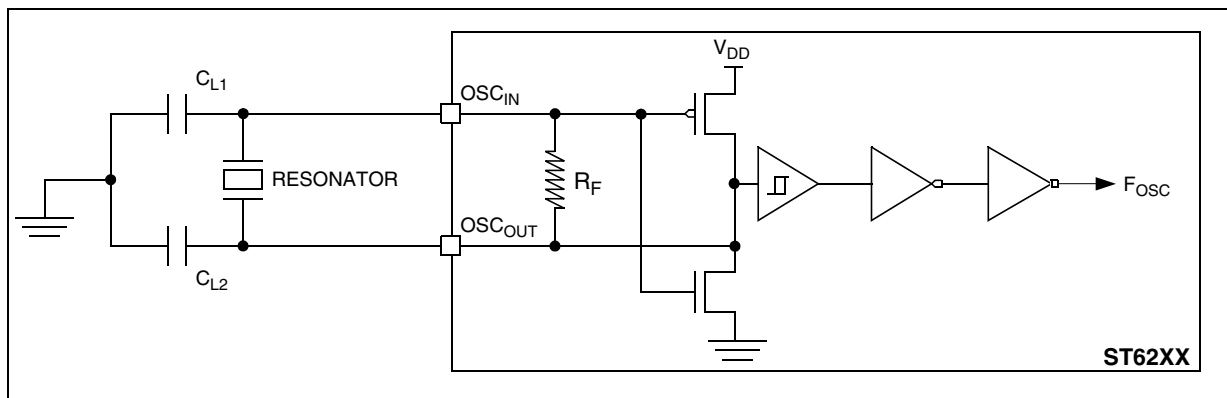 V_DD
C_L1
OSC_IN
RESONATOR
R_F
F_OSC
OSC_OUT
C_L2
ST62XX